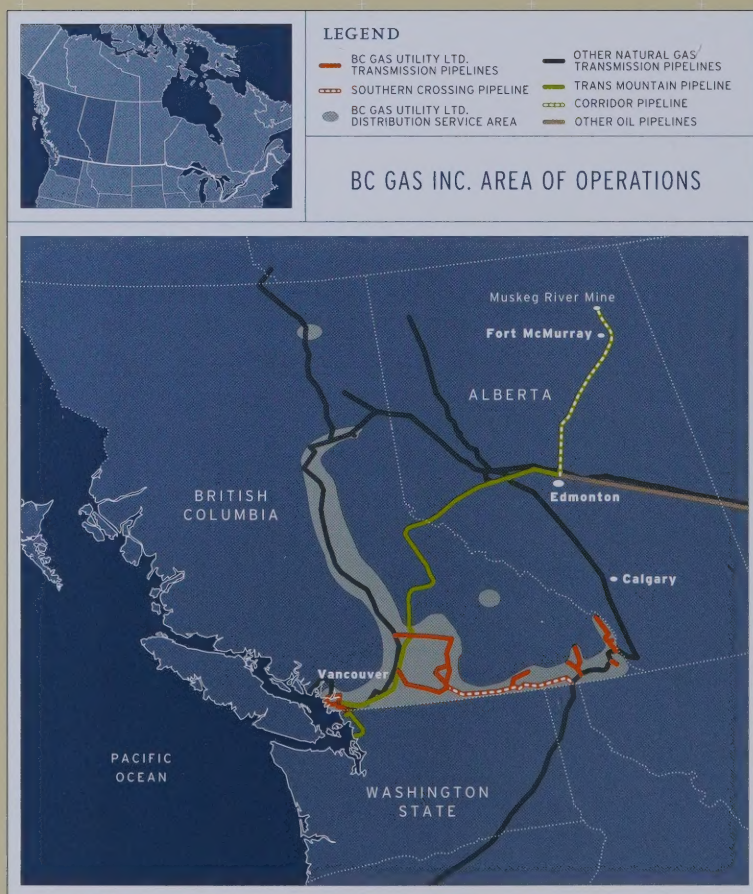 LEGEND
BC GAS UTILITY LTD.
TRANSMISSION PIPELINES
SOUTHERN CROSSING PIPELINE
BC GAS UTILITY LTD.
DISTRIBUTION SERVICE AREA
OTHER NATURAL GAS
TRANSMISSION PIPELINES
TRANS MOUNTAIN PIPELINE
CORRIDOR PIPELINE
OTHER OIL PIPELINES
BC GAS INC. AREA OF OPERATIONS
Muskeg River Mine
Fort McMurray
ALBERTA
BRITISH
COLUMBIA
Edmonton
Calgary
Vancouver
PACIFIC
OCEAN
WASHINGTON
STATE